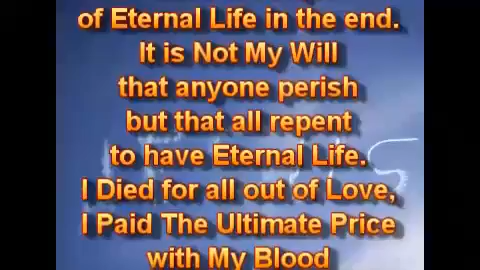 of Eternal Life in the end.
It is Not My Will
that anyone perish
but that all repent
to have Eternal Life.
I Died for all out of Love,
I Paid The Ultimate Price
with My Blood